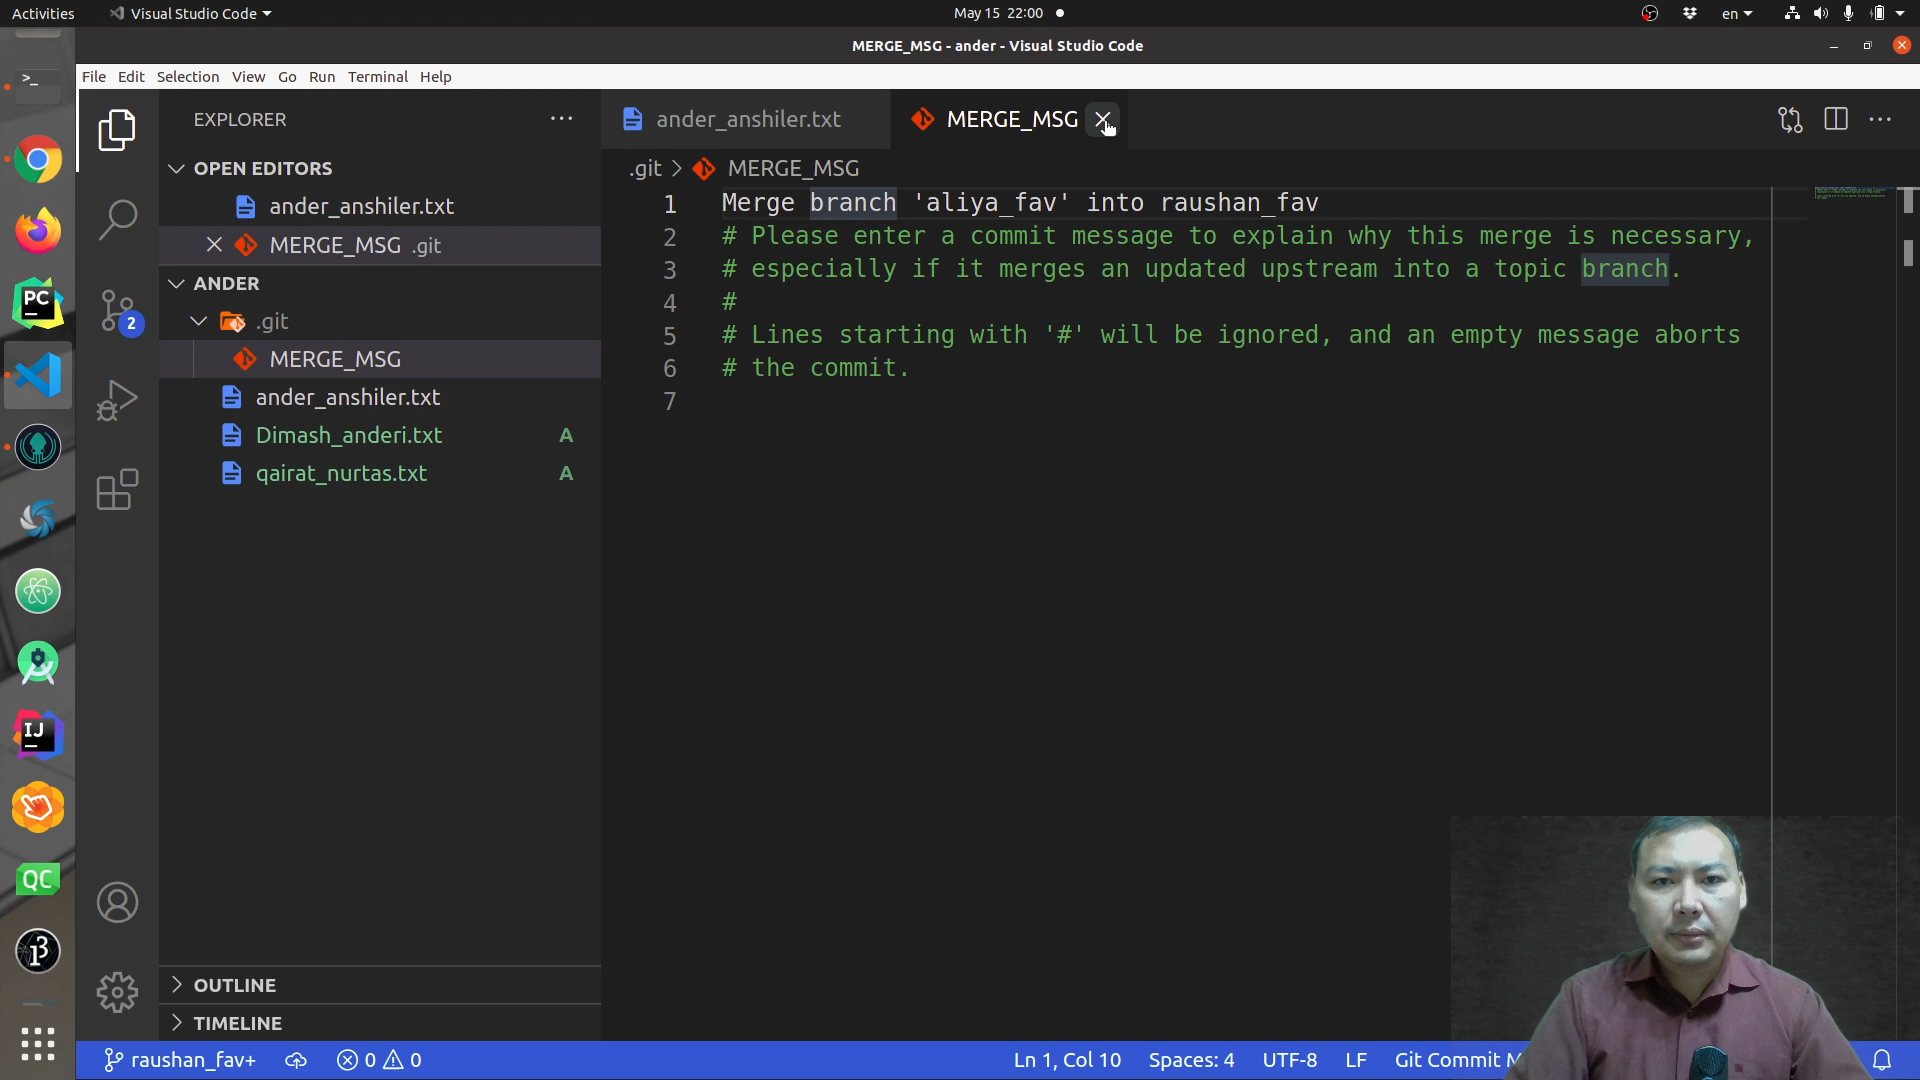 Activities
Visual Studio Code
May 15 22:00
en
MERGE_MSG - ander - Visual Studio Code
File Edit Selection View Go Run Terminal Help
EXPLORER
OPEN EDITORS
ander_anshiler.txt
MERGE_MSG .git
ANDER
.git
MERGE_MSG
ander_anshiler.txt
Dimash_anderi.txt A
qairat_nurtas.txt A
OUTLINE
TIMELINE
2
PC
IJ
QC
ander_anshiler.txt
MERGE_MSG
.git > MERGE_MSG
1 Merge branch 'aliya_fav' into raushan_fav
2 # Please enter a commit message to explain why this merge is necessary,
3 # especially if it merges an updated upstream into a topic branch.
4 #
5 # Lines starting with '#' will be ignored, and an empty message aborts
6 # the commit.
7
raushan_fav+ 0 0 Ln 1, Col 10 Spaces: 4 UTF-8 LF Git Commit